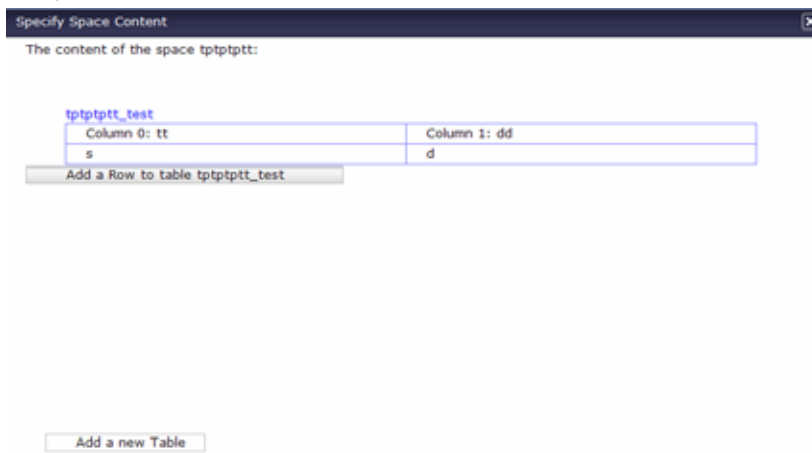 Specify Space Content
The content of the space tptptptt:
tptptptt_test
Column 0: tt Column 1: dd
s d
Add a Row to table tptptptt_test
Add a new Table